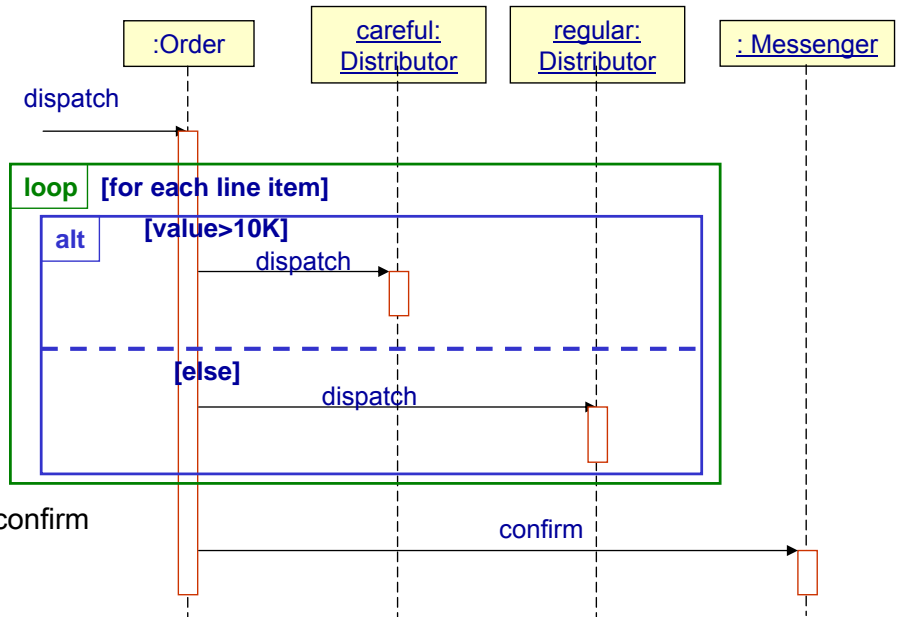 :Order
careful:
Distributor
regular:
Distributor
: Messenger
dispatch
loop [for each line item]
alt [value>10K]
dispatch
[else]
dispatch
confirm
confirm